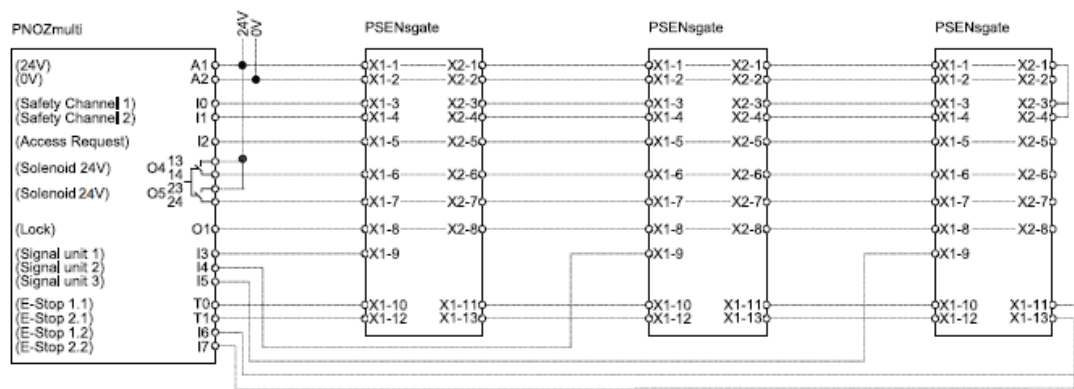 24V 0V
PNOZmulti PSENsgate PSENsgate PSENsgate
(24V) A1 X1-1 X2-1 X1-1 X2-1 X1-1 X2-1
(0V) A2 X1-2 X2-2 X1-2 X2-2 X1-2 X2-2
(Safety Channel 1) I0 X1-3 X2-3 X1-3 X2-3 X1-3 X2-3
(Safety Channel 2) I1 X1-4 X2-4 X1-4 X2-4 X1-4 X2-4
(Access Request) I2 X1-5 X2-5 X1-5 X2-5 X1-5 X2-5
13
(Solenoid 24V) O4 14 X1-6 X2-6 X1-6 X2-6 X1-6 X2-6
23
(Solenoid 24V) O5 24 X1-7 X2-7 X1-7 X2-7 X1-7 X2-7
(Lock) O1 X1-8 X2-8 X1-8 X2-8 X1-8 X2-8
(Signal unit 1) I3 X1-9 X1-9 X1-9
(Signal unit 2) I4
(Signal unit 3) I5
(E-Stop 1.1) T0 X1-10 X1-11 X1-10 X1-11 X1-10 X1-11
(E-Stop 2.1) T1 X1-12 X1-13 X1-12 X1-13 X1-12 X1-13
(E-Stop 1.2) I6
(E-Stop 2.2) I7